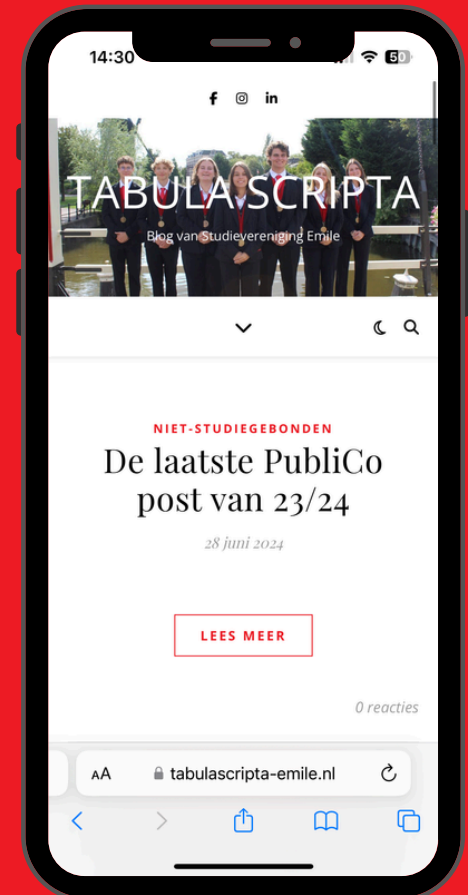 14:30
50
TABULA SCRIPTA
Blog van Studievereniging Emile
NIET-STUDIEGEBONDEN
De laatste PubliCo
post van 23/24
28 juni 2024
LEES MEER
0 reacties
AA tabulascripta-emile.nl